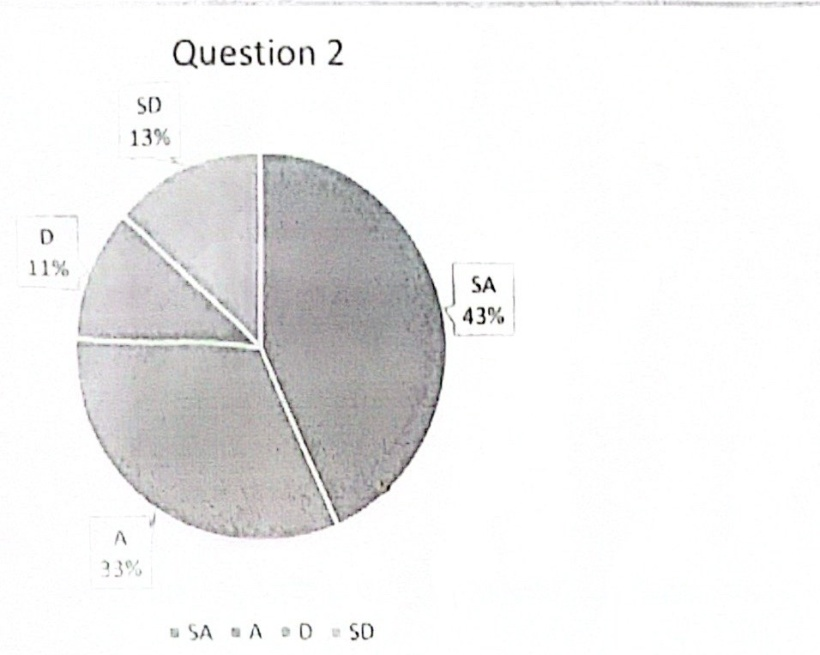 Question 2
SD
13%
D
11%
SA
43%
A
33%
SA A D SD